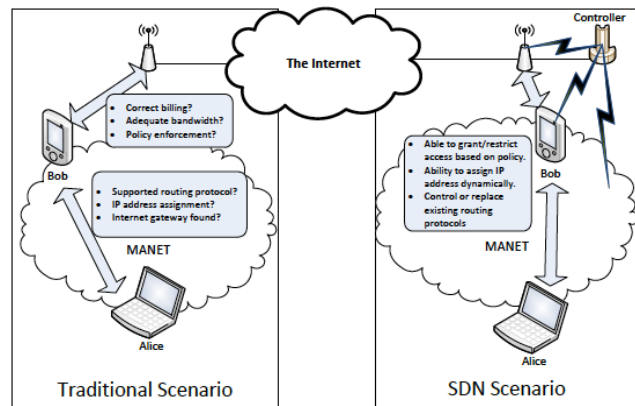 Controller
The Internet
• Correct billing?
• Adequate bandwidth?
• Policy enforcement?
Bob
• Supported routing protocol?
• IP address assignment?
• Internet gateway found?
MANET
Alice
Traditional Scenario
• Able to grant/restrict
access based on policy.
• Ability to assign IP
address dynamically.
• Control or replace
existing routing
protocols
Bob
MANET
Alice
SDN Scenario